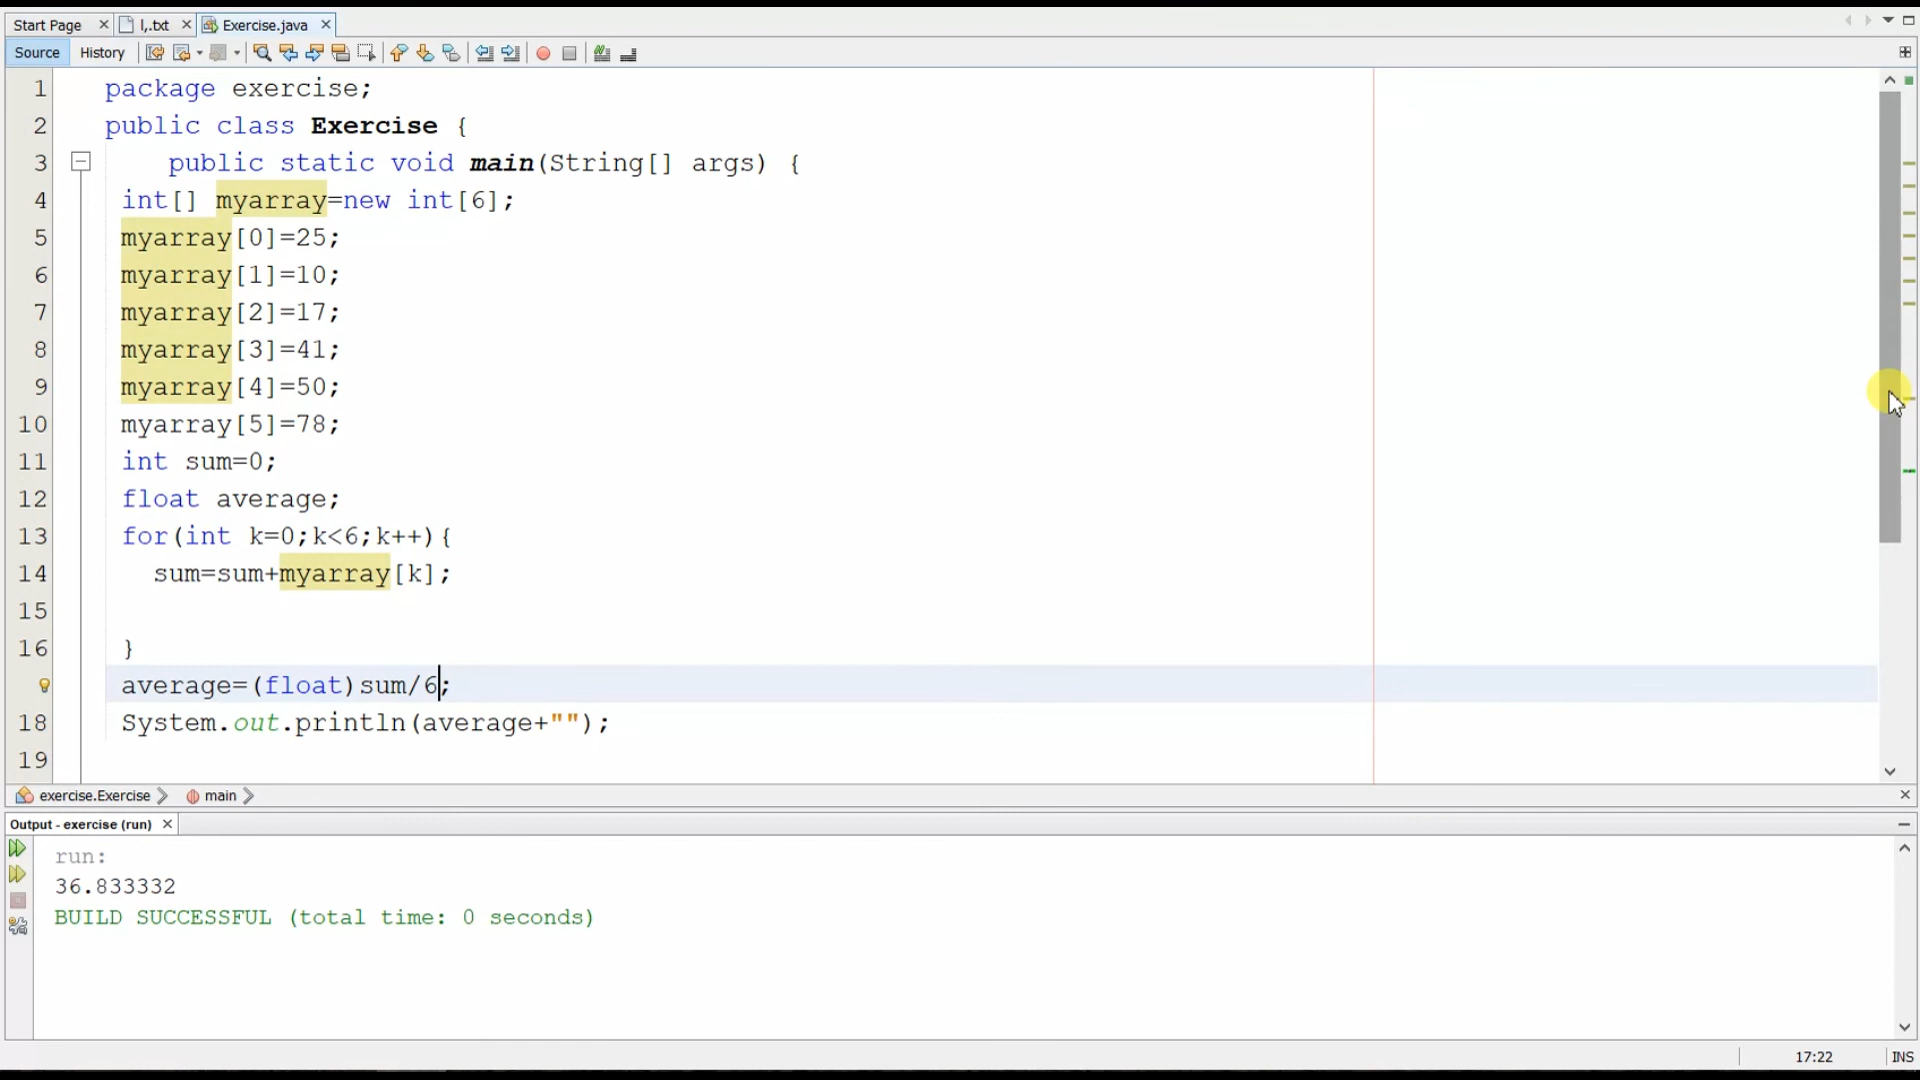 Start Page
l,.txt
Exercise.java
Source History
1 package exercise;
2 public class Exercise {
3 public static void main(String[] args) {
4 int[] myarray=new int[6];
5 myarray[0]=25;
6 myarray[1]=10;
7 myarray[2]=17;
8 myarray[3]=41;
9 myarray[4]=50;
10 myarray[5]=78;
11 int sum=0;
12 float average;
13 for(int k=0;k<6;k++){
14 sum=sum+myarray[k];
15
16 }
average=(float)sum/6;
18 System.out.println(average+"");
19
exercise.Exercise main
Output - exercise (run)
run:
36.833332
BUILD SUCCESSFUL (total time: 0 seconds)
17:22 INS